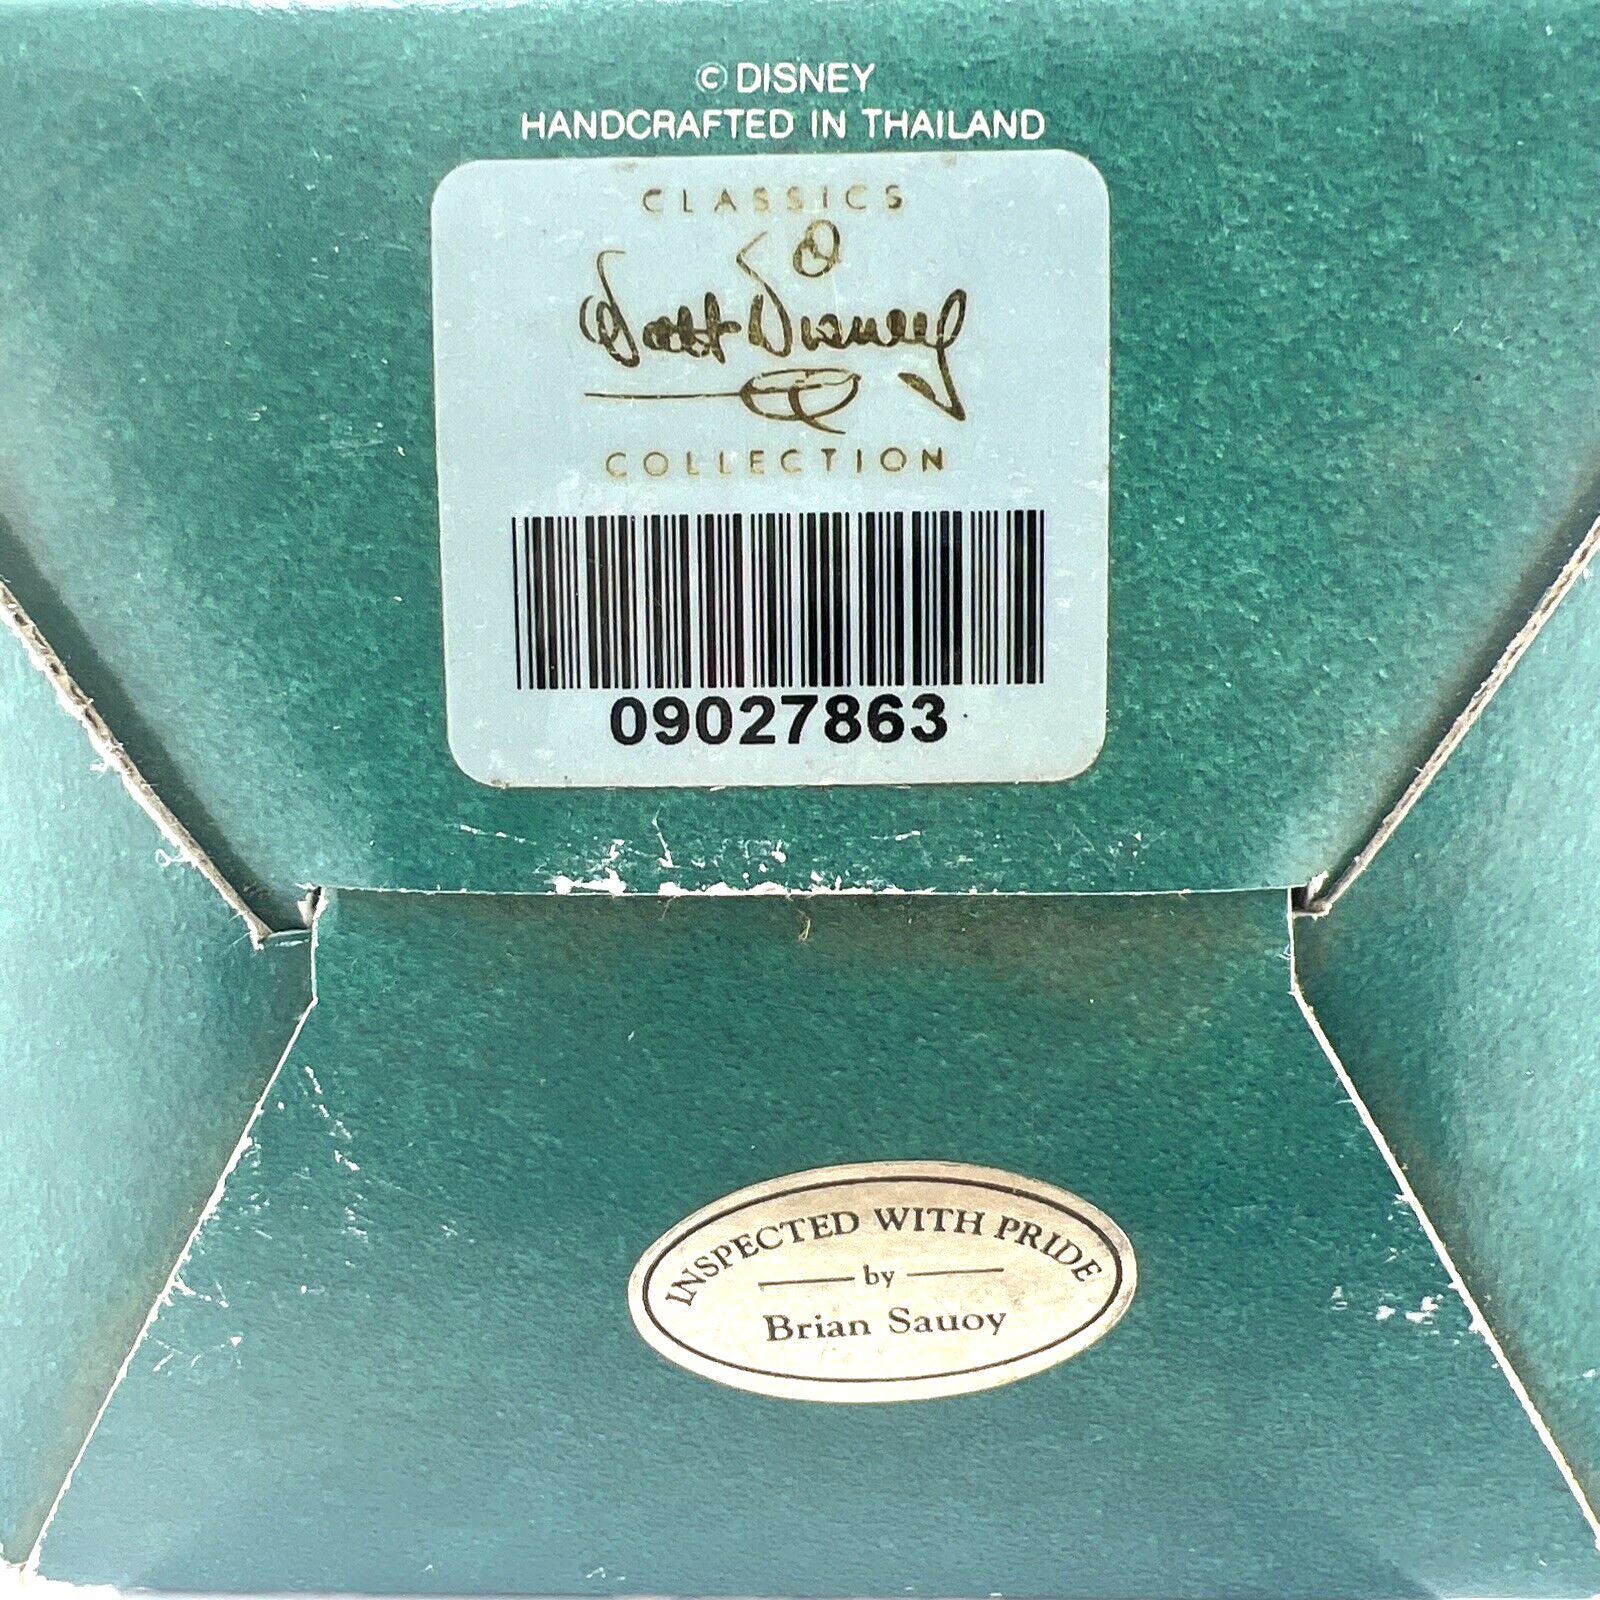 © DISNEY
HANDCRAFTED IN THAILAND
CLASSICS
Walt Disney
COLLECTION
09027863
INSPECTED WITH PRIDE
by
Brian Sauoy